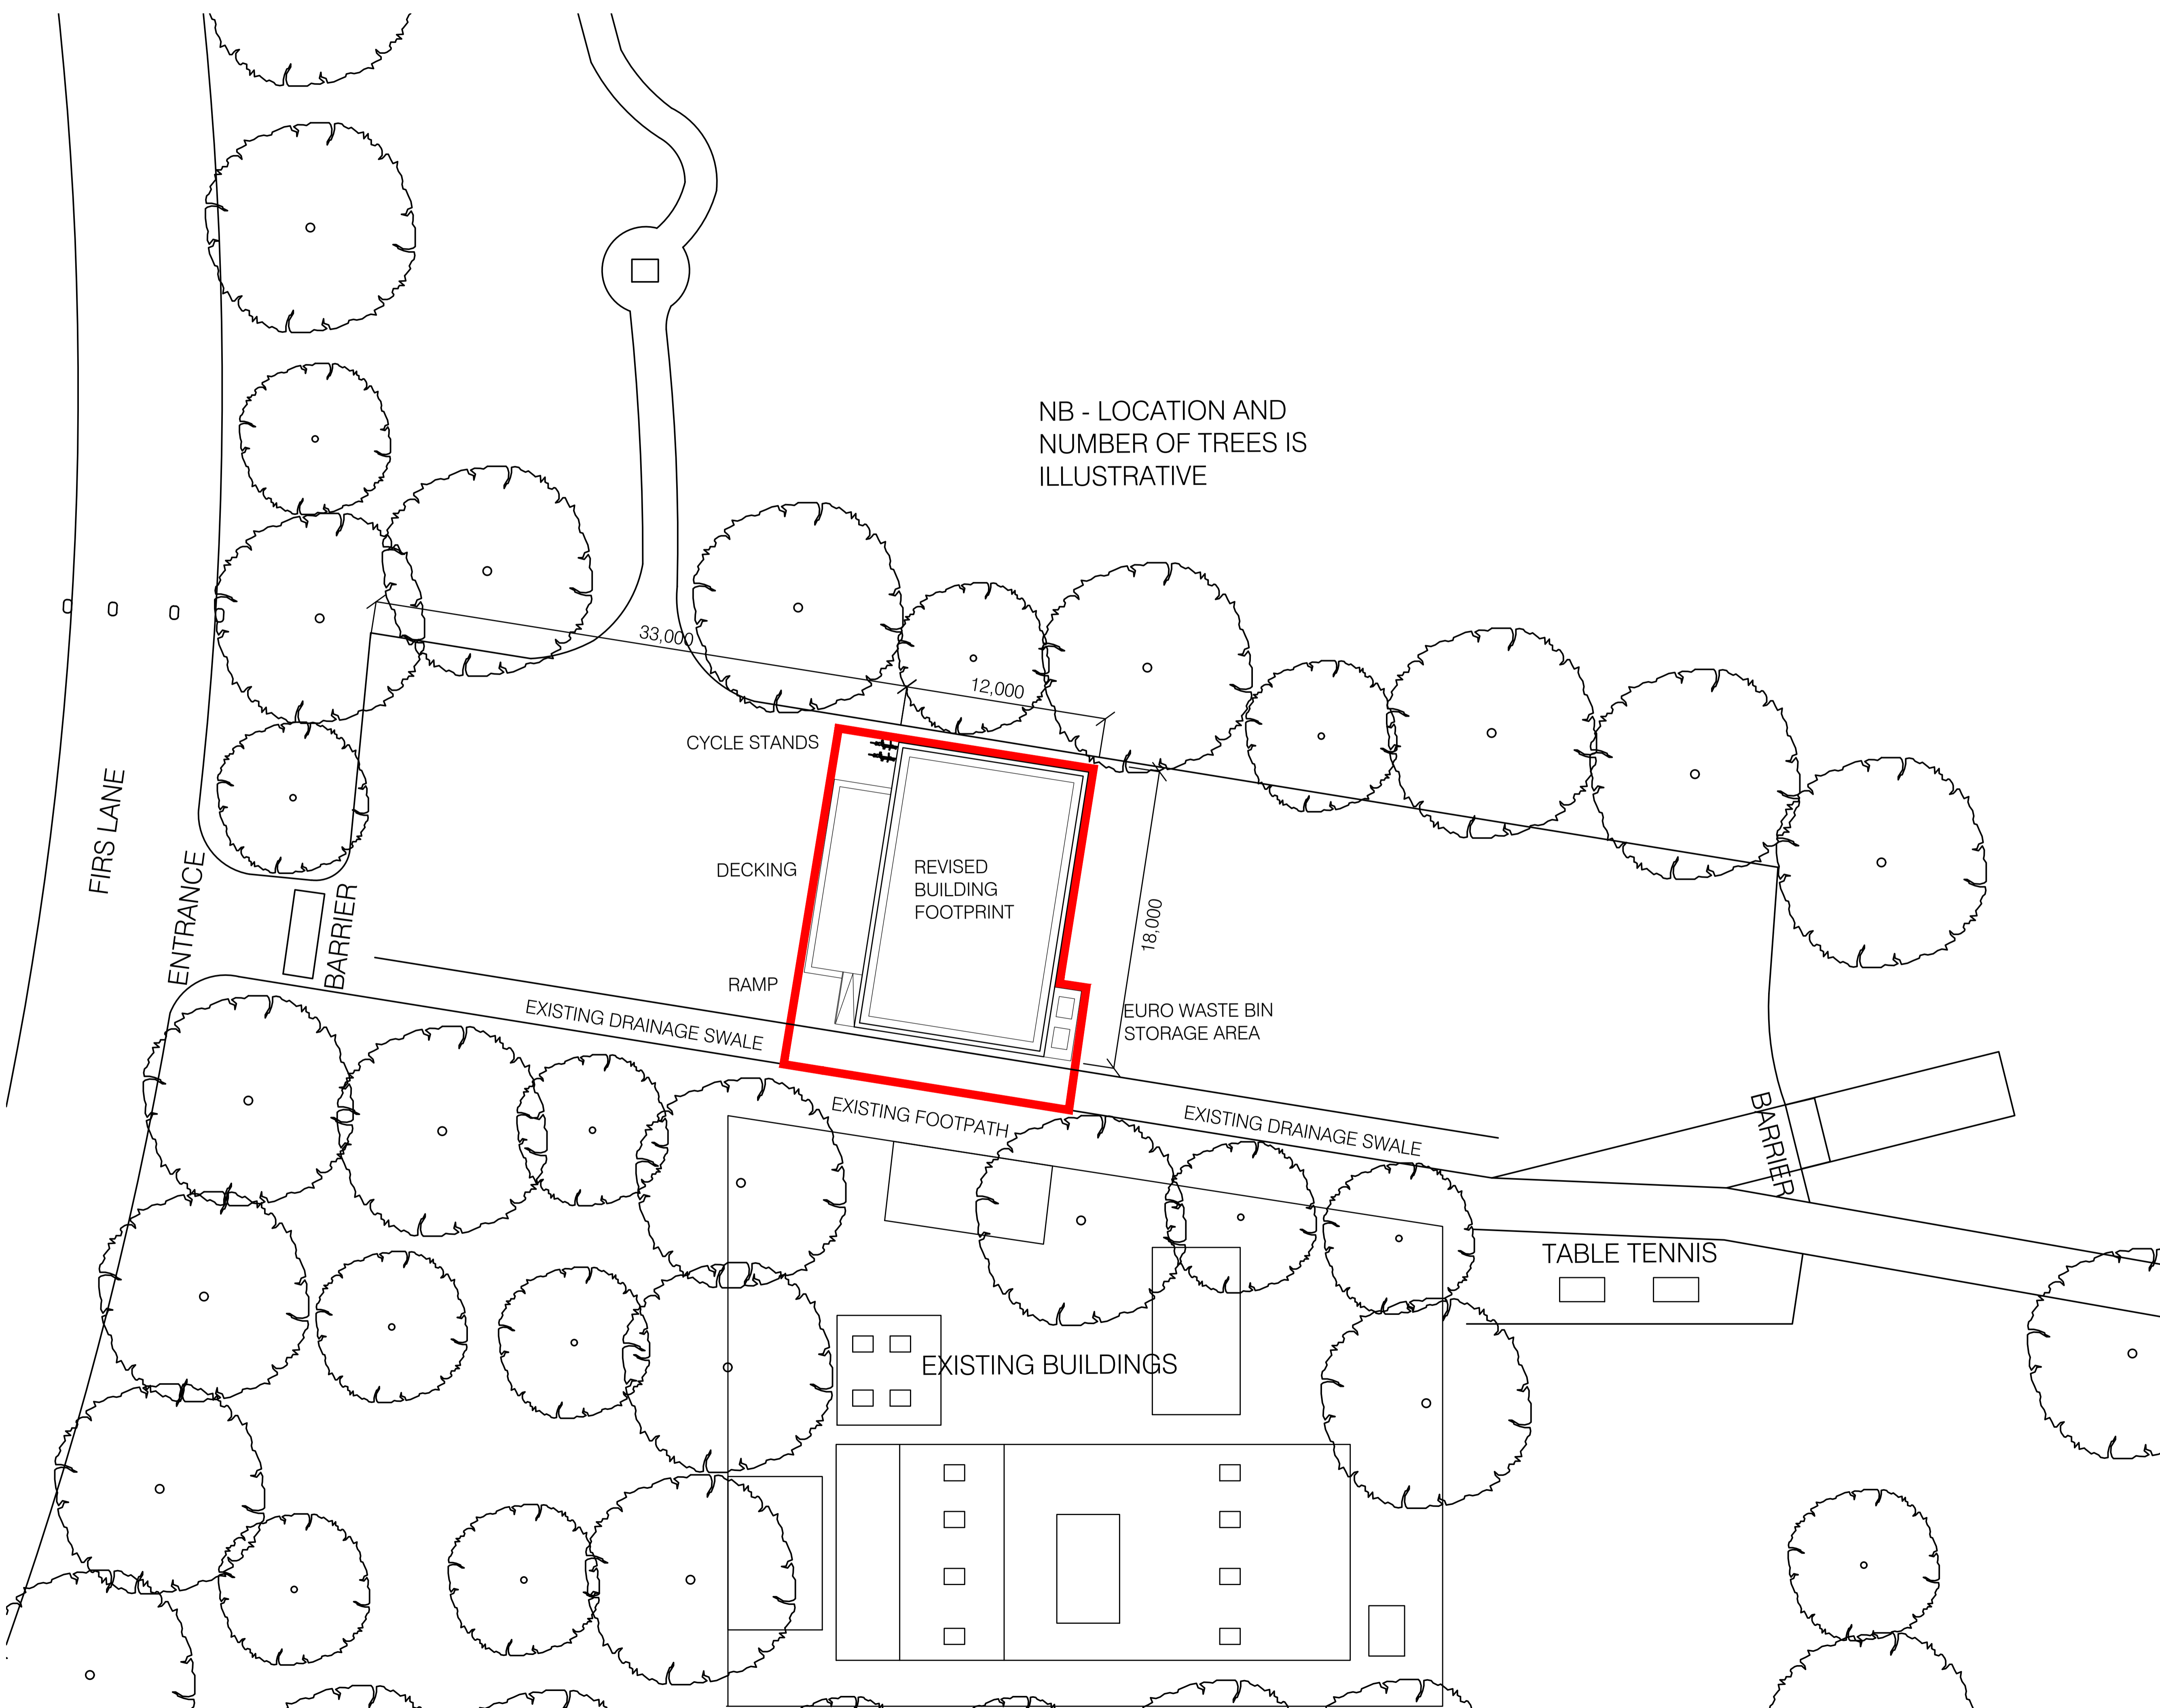 NB - LOCATION AND
NUMBER OF TREES IS
ILLUSTRATIVE
33,000
12,000
CYCLE STANDS
FIRS LANE
ENTRANCE
BARRIER
DECKING
REVISED
BUILDING
FOOTPRINT
18,000
RAMP
EXISTING DRAINAGE SWALE
EURO WASTE BIN
STORAGE AREA
EXISTING FOOTPATH
EXISTING DRAINAGE SWALE
BARRIER
TABLE TENNIS
EXISTING BUILDINGS